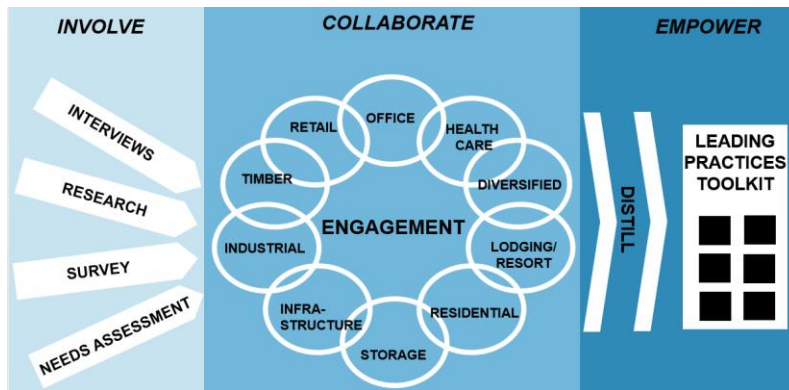 INVOLVE
COLLABORATE
EMPOWER
INTERVIEWS
RESEARCH
SURVEY
NEEDS ASSESSMENT
OFFICE
HEALTH
CARE
DIVERSIFIED
LODGING/
RESORT
RESIDENTIAL
STORAGE
INFRA-
STRUCTURE
INDUSTRIAL
TIMBER
RETAIL
ENGAGEMENT
DISTILL
LEADING
PRACTICES
TOOLKIT